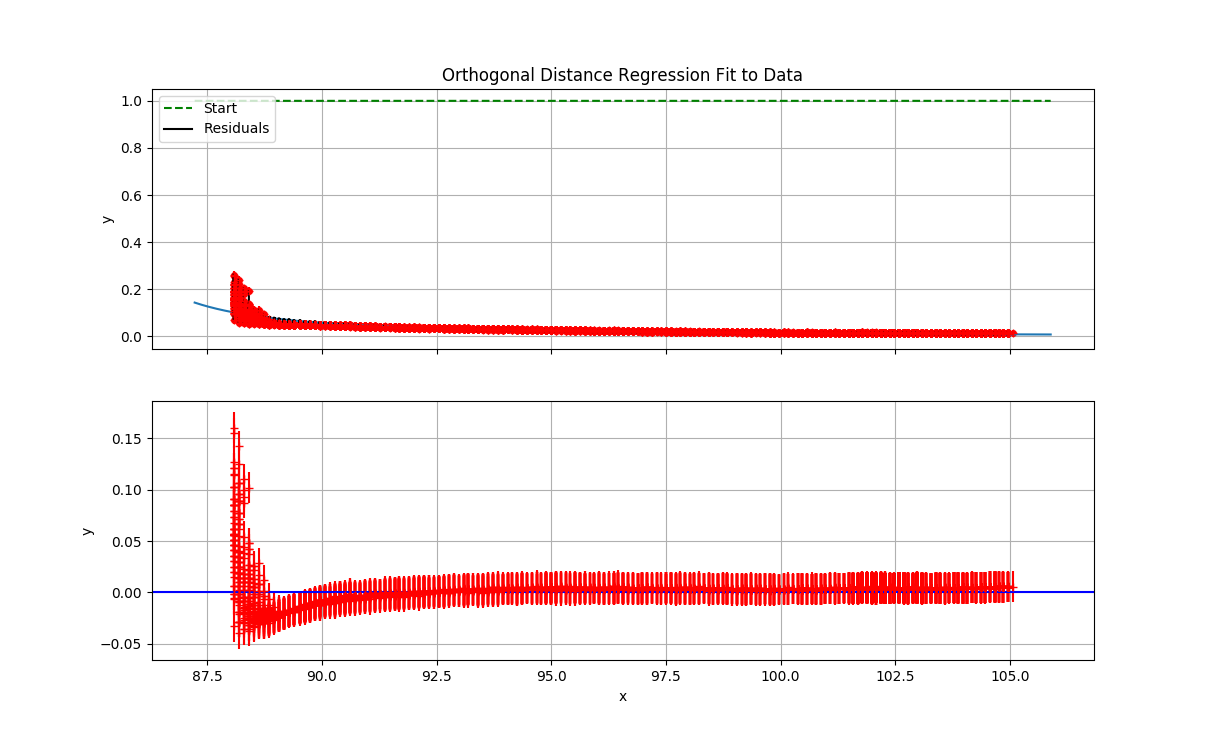 Orthogonal Distance Regression Fit to Data
1.0
0.8
0.6
0.4
0.2
0.0
y
Start
Residuals
0.15
0.10
0.05
0.00
−0.05
y
87.5 90.0 92.5 95.0 97.5 100.0 102.5 105.0
x